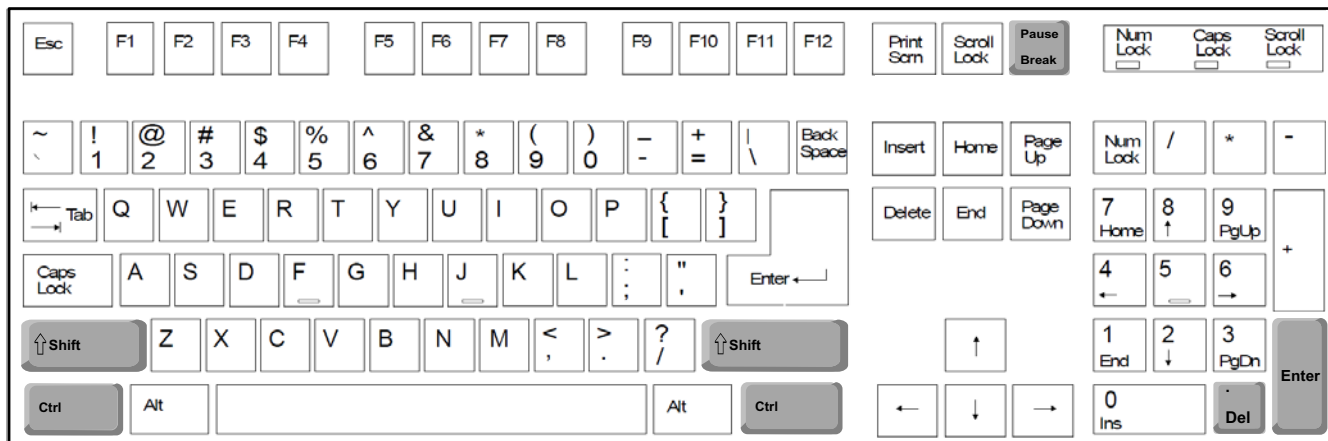 Esc F1 F2 F3 F4 F5 F6 F7 F8 F9 F10 F11 F12 Print Scrn Scroll Lock Pause Break Num Lock Caps Lock Scroll Lock
~ ` ! 1 @ 2 # 3 $ 4 % 5 ^ 6 & 7 * 8 ( 9 ) 0 _ - + = | \ Back Space Insert Home Page Up Num Lock / * -
Tab Q W E R T Y U I O P { [ } ] Delete End Page Down 7 Home 8 ↑ 9 PgUp +
Caps Lock A S D F G H J K L : ; " ' Enter 4 ← 5 6 →
⇧ Shift Z X C V B N M < , > . ? / ⇧ Shift ↑ 1 End 2 ↓ 3 PgDn Enter
Ctrl Alt Alt Ctrl ← ↓ → 0 Ins . Del